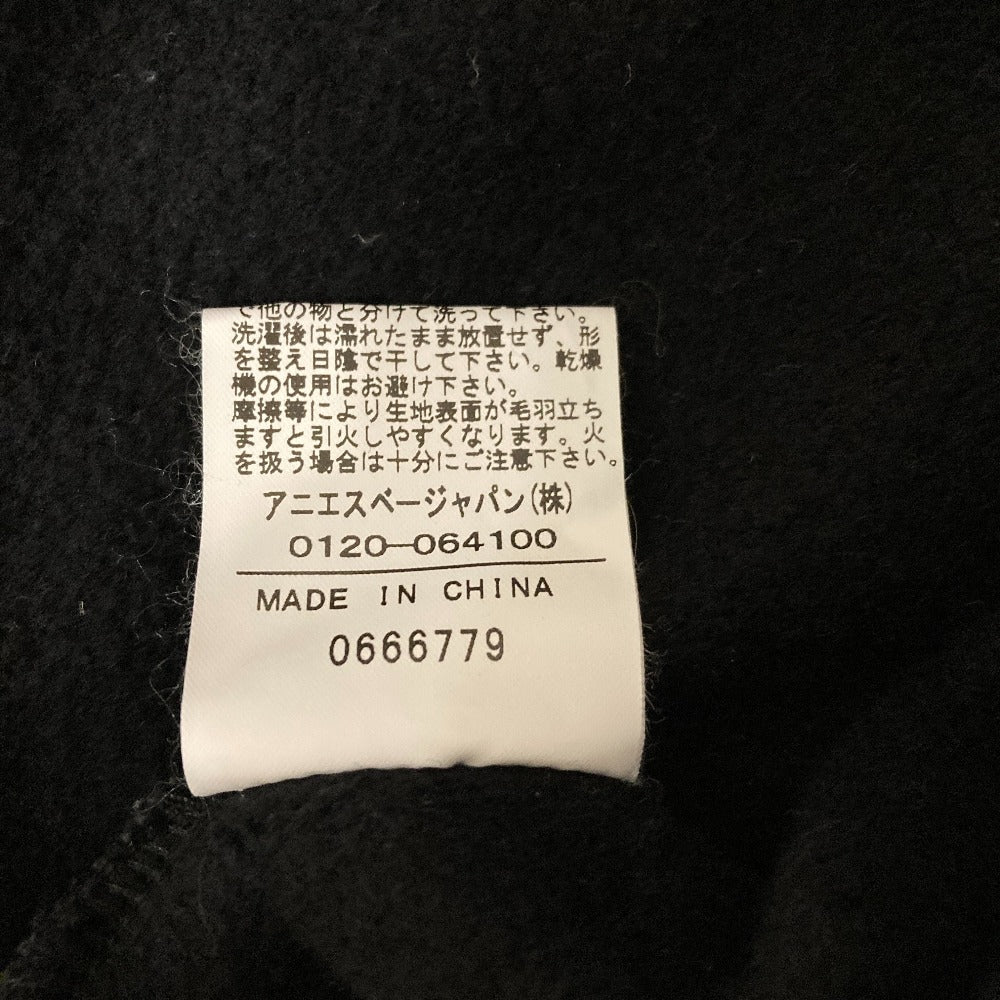 で他の物と分けて洗って下さい。
洗濯後は濡れたまま放置せず、形
を整え日陰で干して下さい。乾燥
機の使用はお避け下さい。
摩擦等により生地表面が毛羽立ち
ますと引火しやすくなります。火
を扱う場合は十分にご注意下さい。
アニエスベージャパン(株)
0120-064100
MADE IN CHINA
0666779